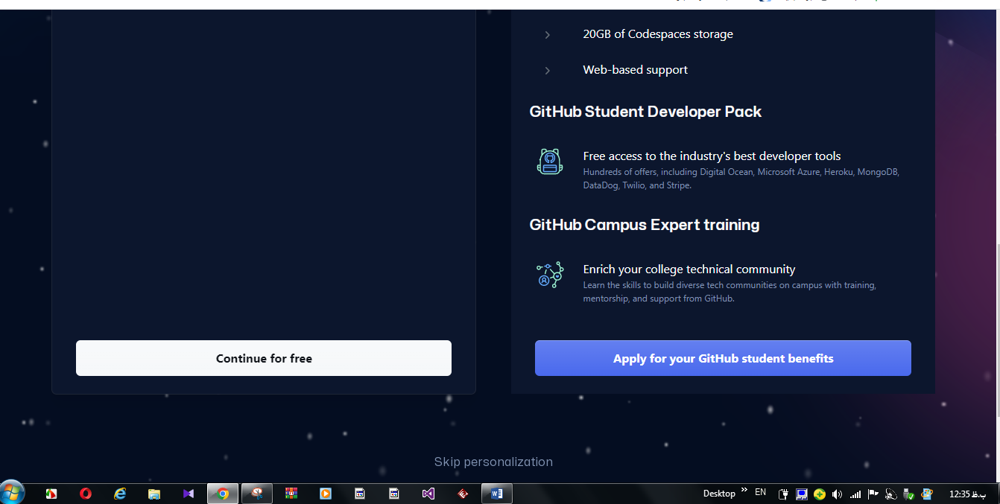 20GB of Codespaces storage
Web-based support
GitHub Student Developer Pack
Free access to the industry's best developer tools
Hundreds of offers, including Digital Ocean, Microsoft Azure, Heroku, MongoDB,
DataDog, Twilio, and Stripe.
GitHub Campus Expert training
Enrich your college technical community
Learn the skills to build diverse tech communities on campus with training,
mentorship, and support from GitHub.
Continue for free
Apply for your GitHub student benefits
Skip personalization
Desktop » EN 12:35 ب.ظ